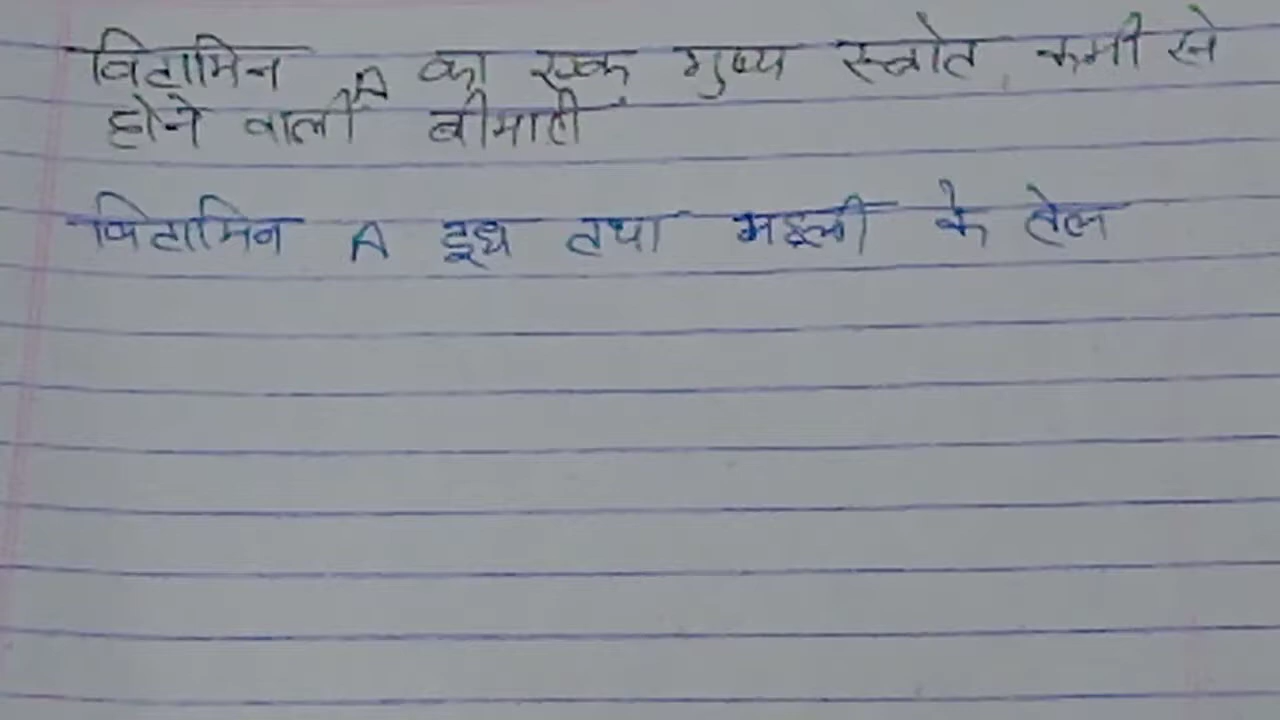 विटामिन A का एक मुख्य स्त्रोत, कमी से
होने वाली बीमारी
विटामिन A दूध तथा मछली के तेल